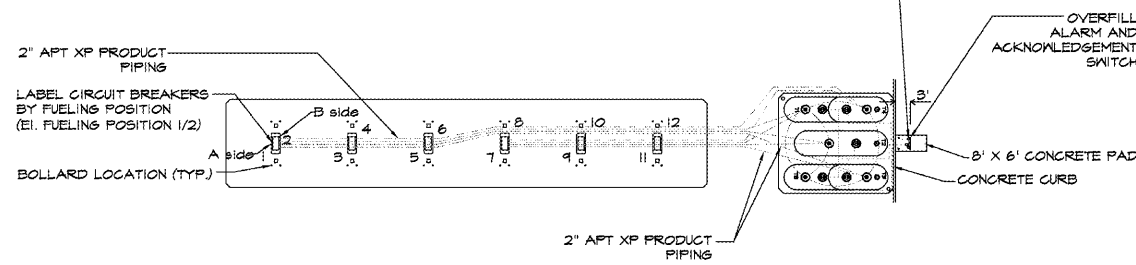 OVERFILL
ALARM AND
ACKNOWLEDGEMENT
SWITCH
2" APT XP PRODUCT
PIPING
LABEL CIRCUIT BREAKERS
BY FUELING POSITION
(EI. FUELING POSITION 1/2)
B side
A side
BOLLARD LOCATION (TYP.)
2
4
6
8
10
12
3
5
7
9
11
3'
8' X 6' CONCRETE PAD
CONCRETE CURB
2" APT XP PRODUCT
PIPING